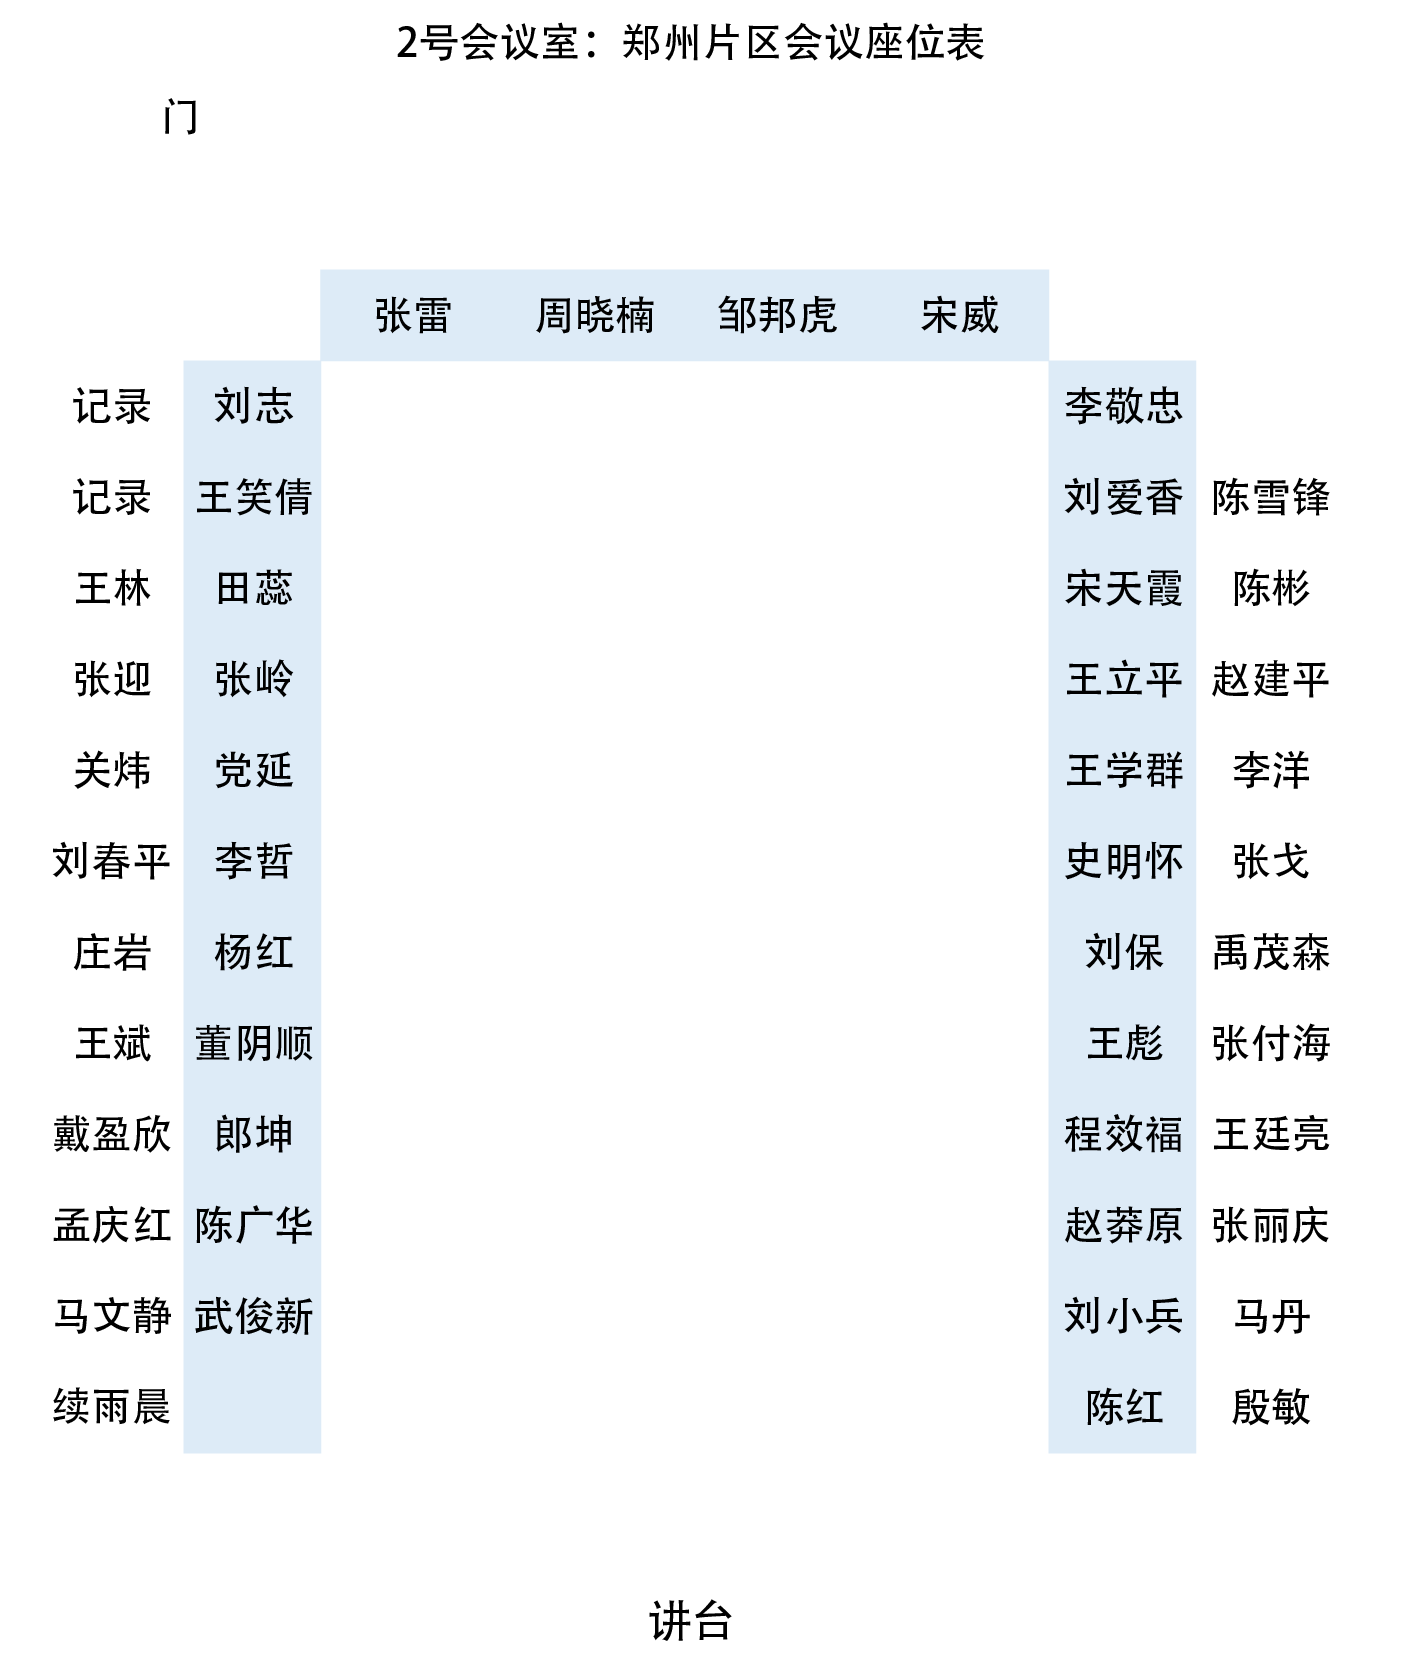 2号会议室：郑州片区会议座位表
门
张雷 周晓楠 邹邦虎 宋威
记录 刘志 李敬忠
记录 王笑倩 刘爱香 陈雪锋
王林 田蕊 宋天霞 陈彬
张迎 张岭 王立平 赵建平
关炜 党延 王学群 李洋
刘春平 李哲 史明怀 张戈
庄岩 杨红 刘保 禹茂森
王斌 董阴顺 王彪 张付海
戴盈欣 郎坤 程效福 王廷亮
孟庆红 陈广华 赵莽原 张丽庆
马文静 武俊新 刘小兵 马丹
续雨晨 陈红 殷敏
讲台